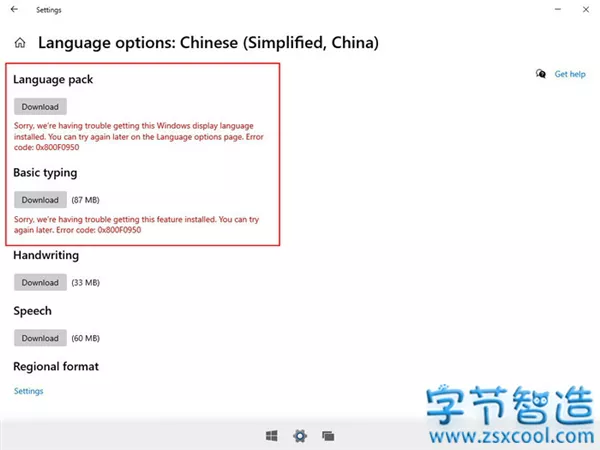 Settings
Language options: Chinese (Simplified, China)
Get help
Language pack
Download
Sorry, we're having trouble getting this Windows display language
installed. You can try again later on the Language options page. Error
code: 0x800F0950
Basic typing
Download (87 MB)
Sorry, we're having trouble getting this feature installed. You can try
again later. Error code: 0x800F0950
Handwriting
Download (33 MB)
Speech
Download (60 MB)
Regional format
Settings
字节智造
www.zsxcool.com